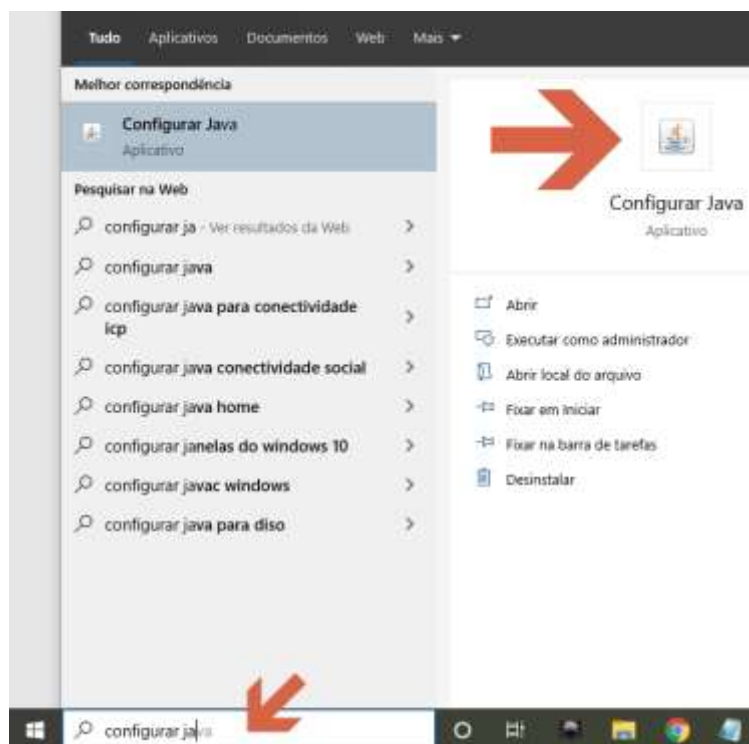 Tudo Aplicativos Documentos Web Mais
Melhor correspondência
Configurar Java
Aplicativo
Pesquisar na Web
configurar ja - Ver resultados da Web
configurar java
configurar java para conectividade
icp
configurar java conectividade social
configurar java home
configurar janelas do windows 10
configurar javac windows
configurar java para diso
Configurar Java
Aplicativo
Abrir
Executar como administrador
Abrir local do arquivo
Fixar em Iniciar
Fixar na barra de tarefas
Desinstalar
configurar java